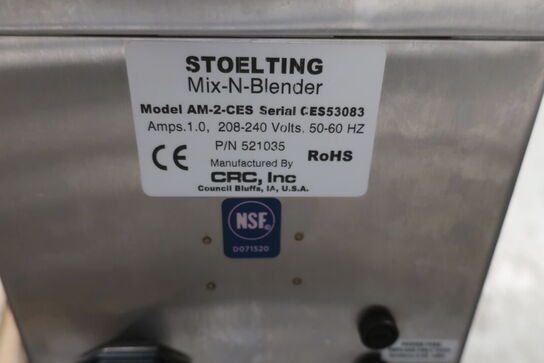 STOELTING
Mix-N-Blender
Model AM-2-CES Serial CES53083
Amps.1.0, 208-240 Volts. 50-60 HZ
P/N 521035
CE
Manufactured By
RoHS
CRC, Inc
Council Bluffs, IA, U.S.A.
NSF
D071520